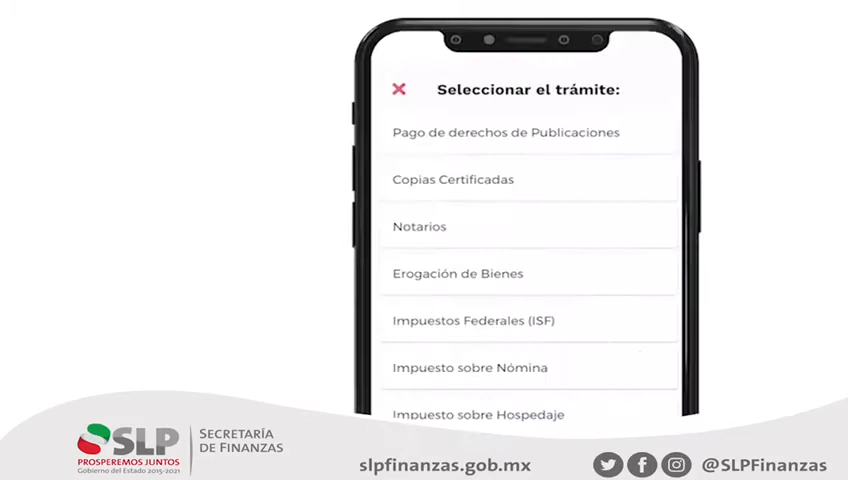 Seleccionar el trámite:
Pago de derechos de Publicaciones
Copias Certificadas
Notarios
Erogación de Bienes
Impuestos Federales (ISF)
Impuesto sobre Nómina
Impuesto sobre Hospedaje
SLP
PROSPEREMOS JUNTOS
Gobierno del Estado 2015-2021
SECRETARÍA
DE FINANZAS
slpfinanzas.gob.mx
@SLPFinanzas